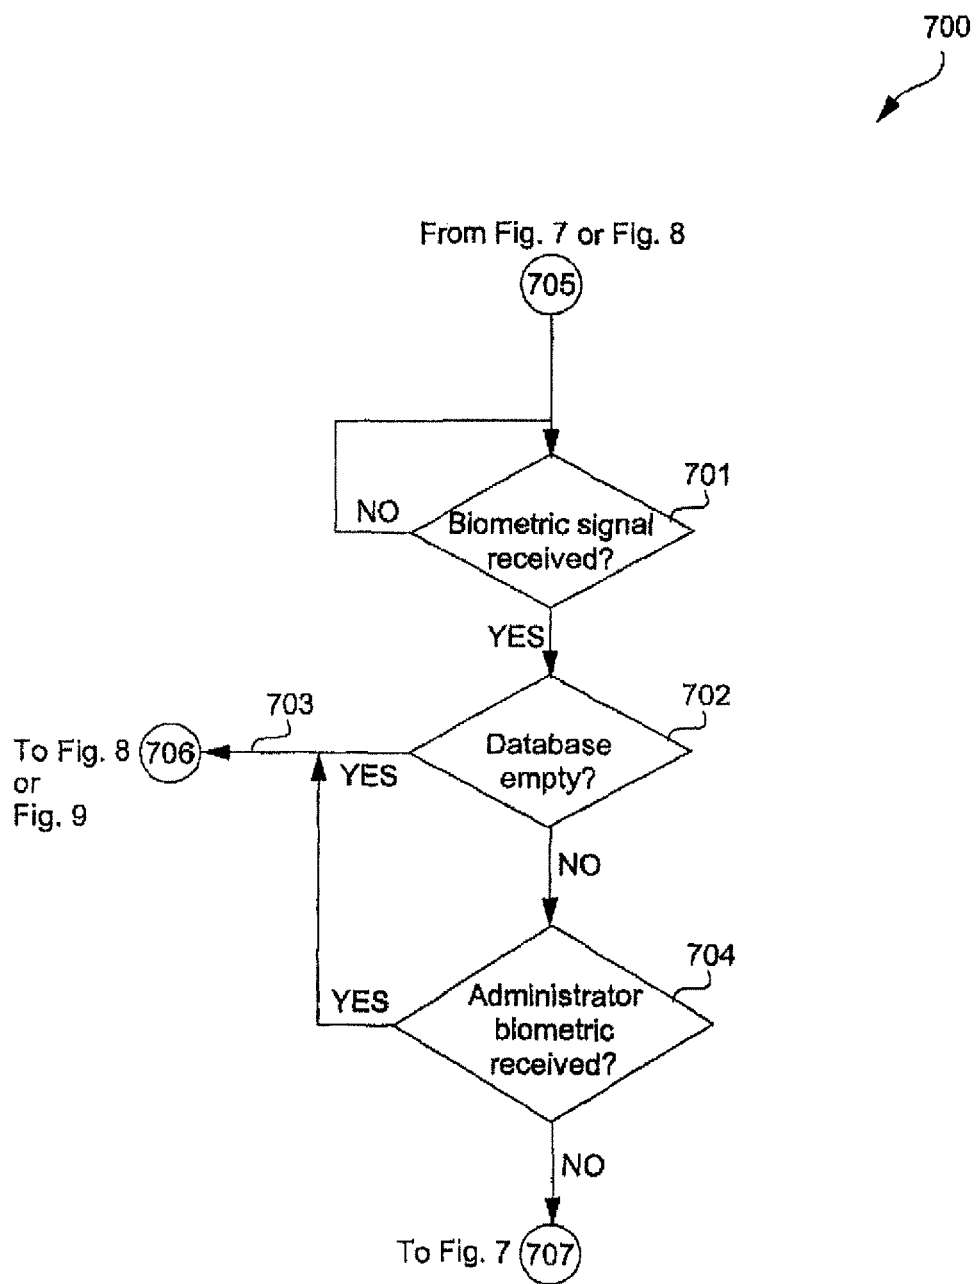 700
From Fig. 7 or Fig. 8
705
701
NO
Biometric signal
received?
YES
702
703
To Fig. 8
or
Fig. 9
706
YES
Database
empty?
NO
704
YES
Administrator
biometric
received?
NO
To Fig. 7
707